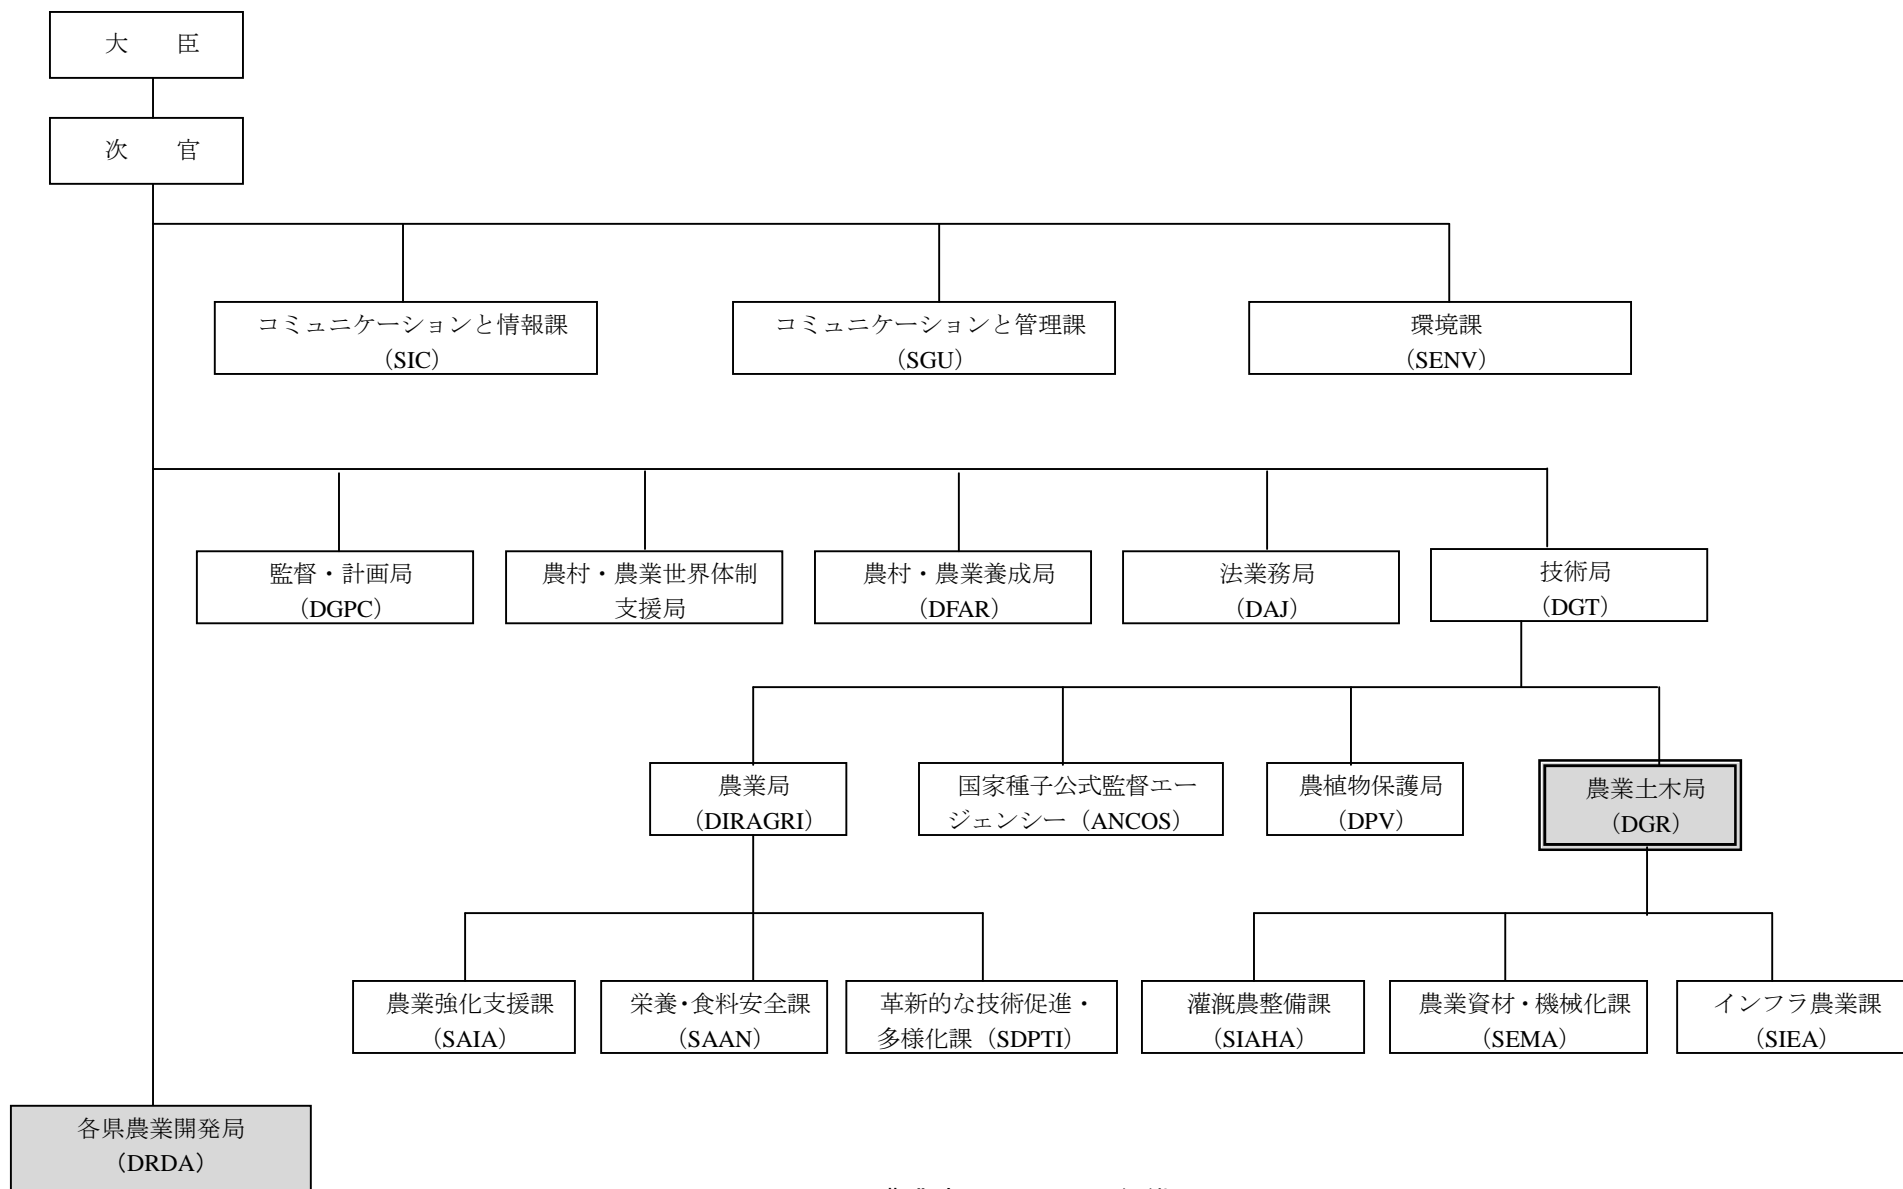 大　臣
次　官
コミュニケーションと情報課
（SIC）
コミュニケーションと管理課
（SGU）
環境課
（SENV）
監督・計画局
（DGPC）
農村・農業世界体制
支援局
農村・農業養成局
（DFAR）
法業務局
（DAJ）
技術局
（DGT）
農業局
（DIRAGRI）
国家種子公式監督エー
ジェンシー（ANCOS）
農植物保護局
（DPV）
農業土木局
（DGR）
農業強化支援課
（SAIA）
栄養・食料安全課
（SAAN）
革新的な技術促進・
多様化課（SDPTI）
灌漑農整備課
（SIAHA）
農業資材・機械化課
（SEMA）
インフラ農業課
（SIEA）
各県農業開発局
（DRDA）